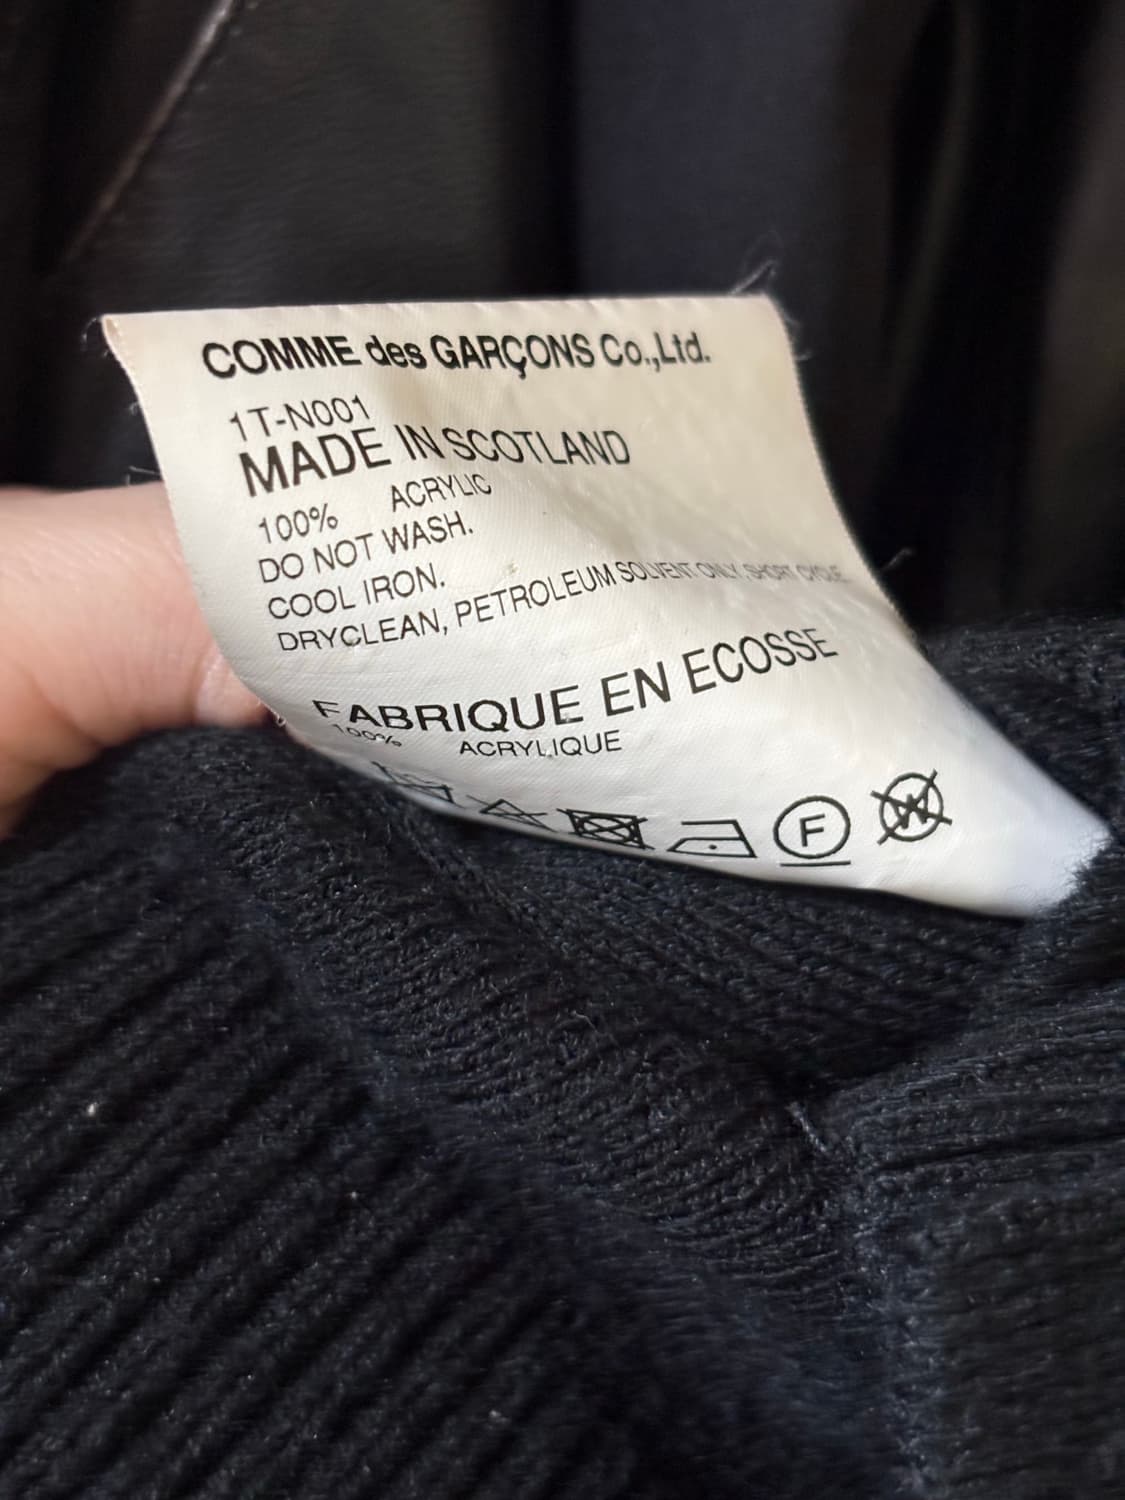 COMME des GARÇONS Co.,Ltd.
1T-N001
MADE IN SCOTLAND
100% ACRYLIC
DO NOT WASH.
COOL IRON.
DRYCLEAN, PETROLEUM SOLVENT ONLY, SHORT CYCLE.
FABRIQUE EN ECOSSE
100% ACRYLIQUE
F W